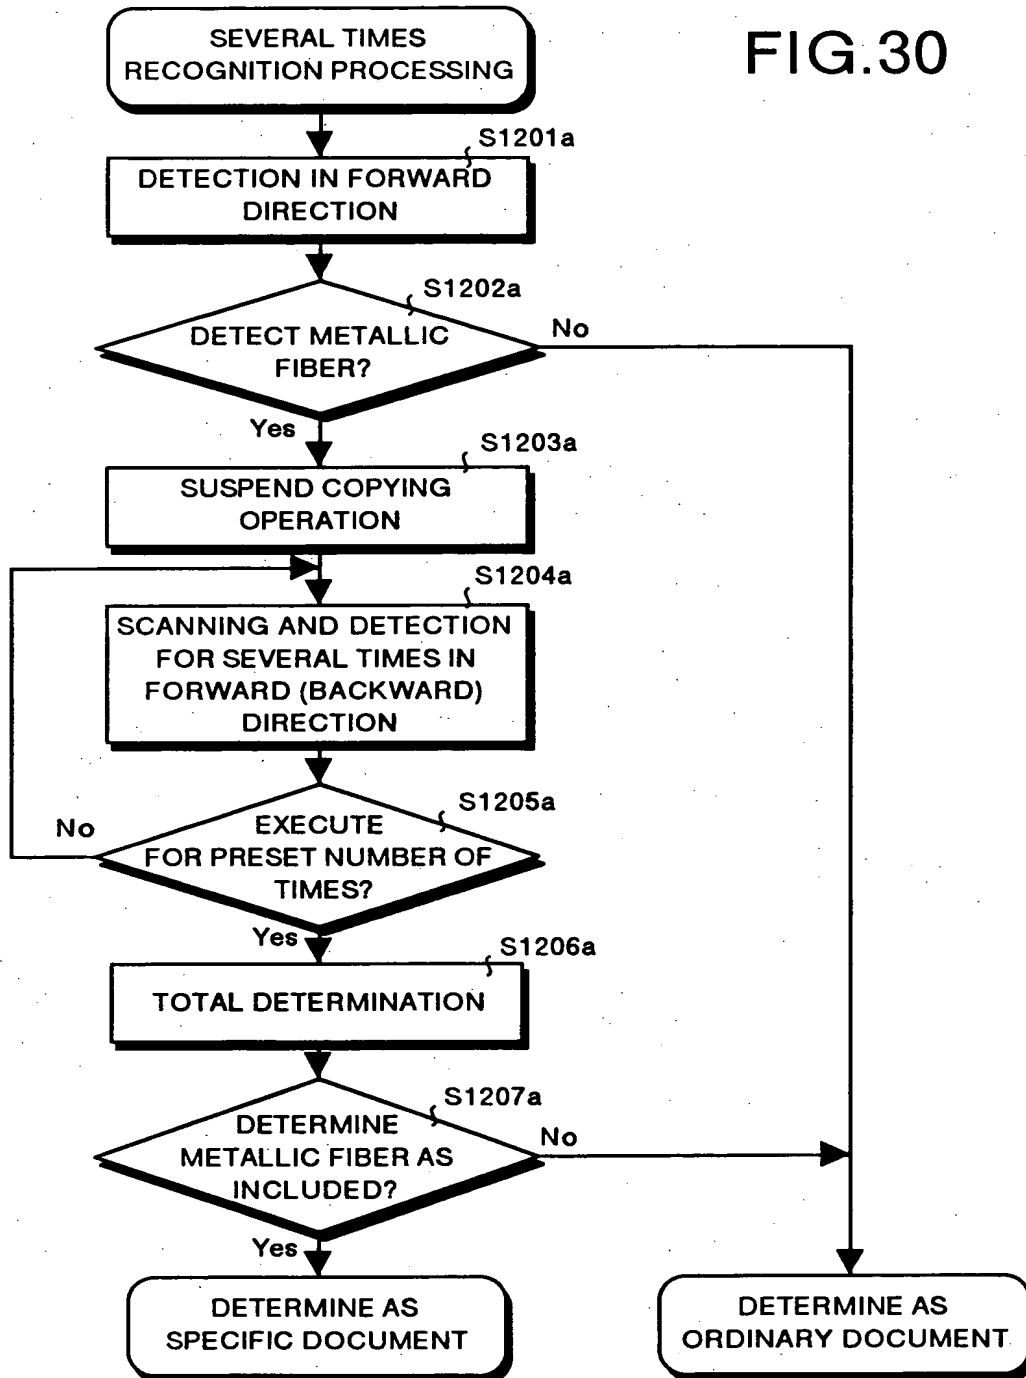 FIG.30
SEVERAL TIMES
RECOGNITION PROCESSING
S1201a
DETECTION IN FORWARD
DIRECTION
S1202a
DETECT METALLIC
FIBER?
No
Yes
S1203a
SUSPEND COPYING
OPERATION
S1204a
SCANNING AND DETECTION
FOR SEVERAL TIMES IN
FORWARD (BACKWARD)
DIRECTION
S1205a
EXECUTE
FOR PRESET NUMBER OF
TIMES?
No
Yes
S1206a
TOTAL DETERMINATION
S1207a
DETERMINE
METALLIC FIBER AS
INCLUDED?
No
Yes
DETERMINE AS
SPECIFIC DOCUMENT
DETERMINE AS
ORDINARY DOCUMENT